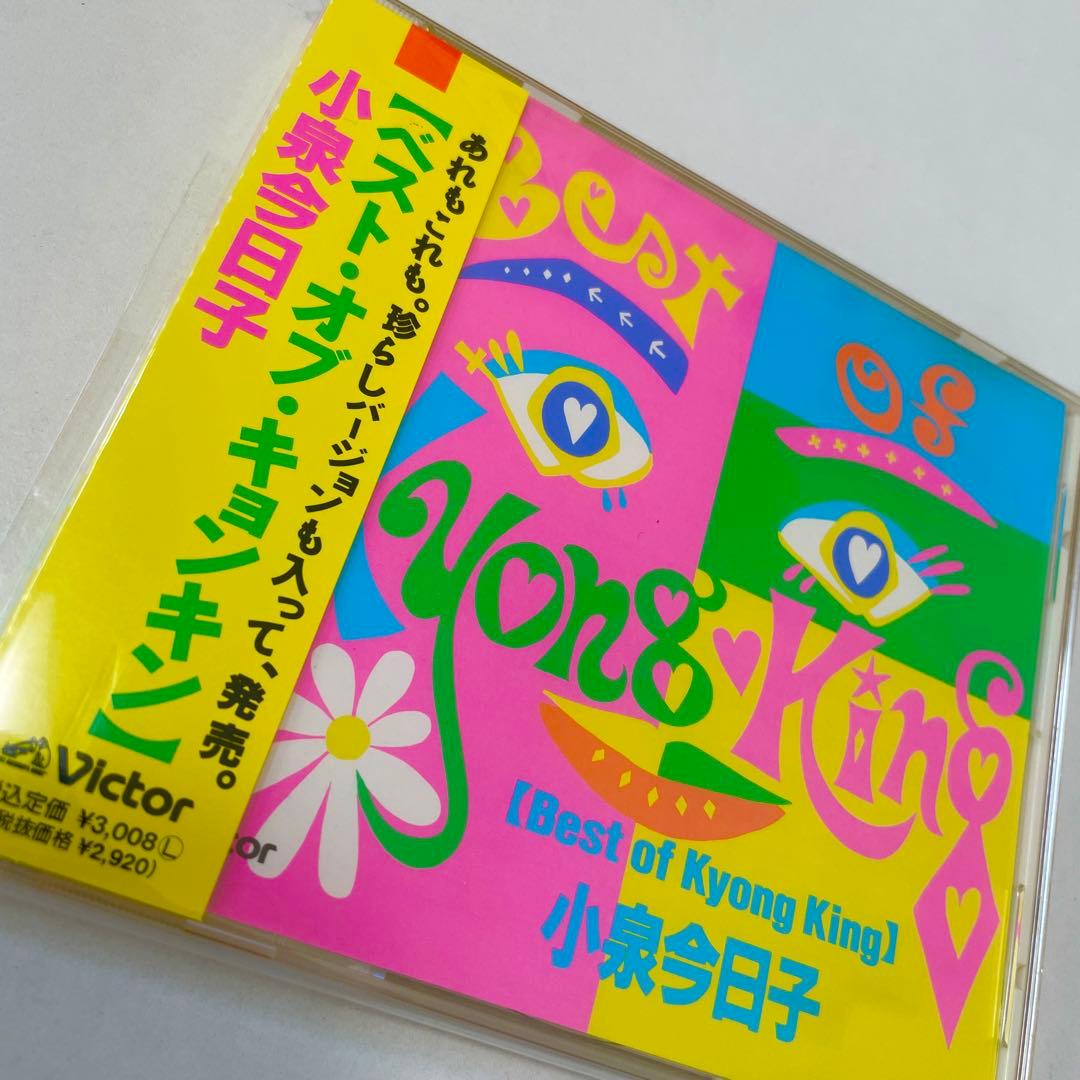 小泉今日子
【ベスト・オブ・キョンキン】
あれもこれも。珍らしバージョンも入って、発売。
Victor
込定価 ¥3,008Ⓛ
税抜価格 ¥2,920)
Best
of
Kyong King
【Best of Kyong King】
小泉今日子